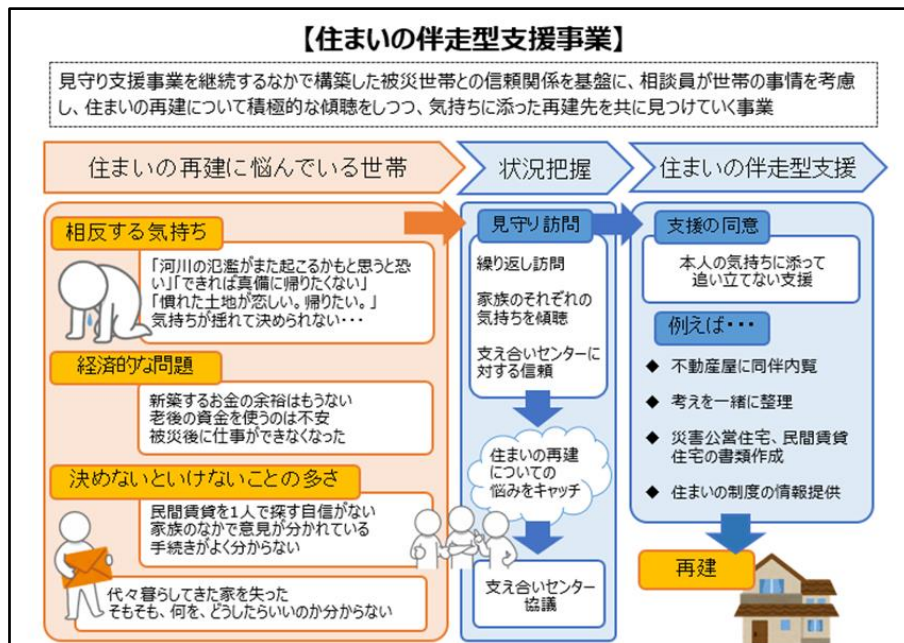 【住まいの伴走型支援事業】
見守り支援事業を継続するなかで構築した被災世帯との信頼関係を基盤に、相談員が世帯の事情を考慮
し、住まいの再建について積極的な傾聴をしつつ、気持ちに添った再建先を共に見つけていく事業
住まいの再建に悩んでいる世帯
相反する気持ち
「河川の氾濫がまた起こるかもと思うと恐
い」「できれば真備に帰りたくない」
「慣れた土地が恋しい。帰りたい。」
気持ちが揺れて決められない・・・
経済的な問題
新築するお金の余裕はもうない
老後の資金を使うのは不安
被災後に仕事ができなくなった
決めないといけないことの多さ
民間賃貸を1人で探す自信がない
家族のなかで意見が分かれている
手続きがよく分からない
代々暮らしてきた家を失った
そもそも、何を、どうしたらいいのか分からない
状況把握
見守り訪問
繰り返し訪問
家族のそれぞれの
気持ちを傾聴
支え合いセンターに
対する信頼
住まいの再建
についての
悩みをキャッチ
支え合いセンター
協議
住まいの伴走型支援
支援の同意
本人の気持ちに添って
追い立てない支援
例えば・・・
◆ 不動産屋に同伴内覧
◆ 考えを一緒に整理
◆ 災害公営住宅、民間賃貸
住宅の書類作成
◆ 住まいの制度の情報提供
再建